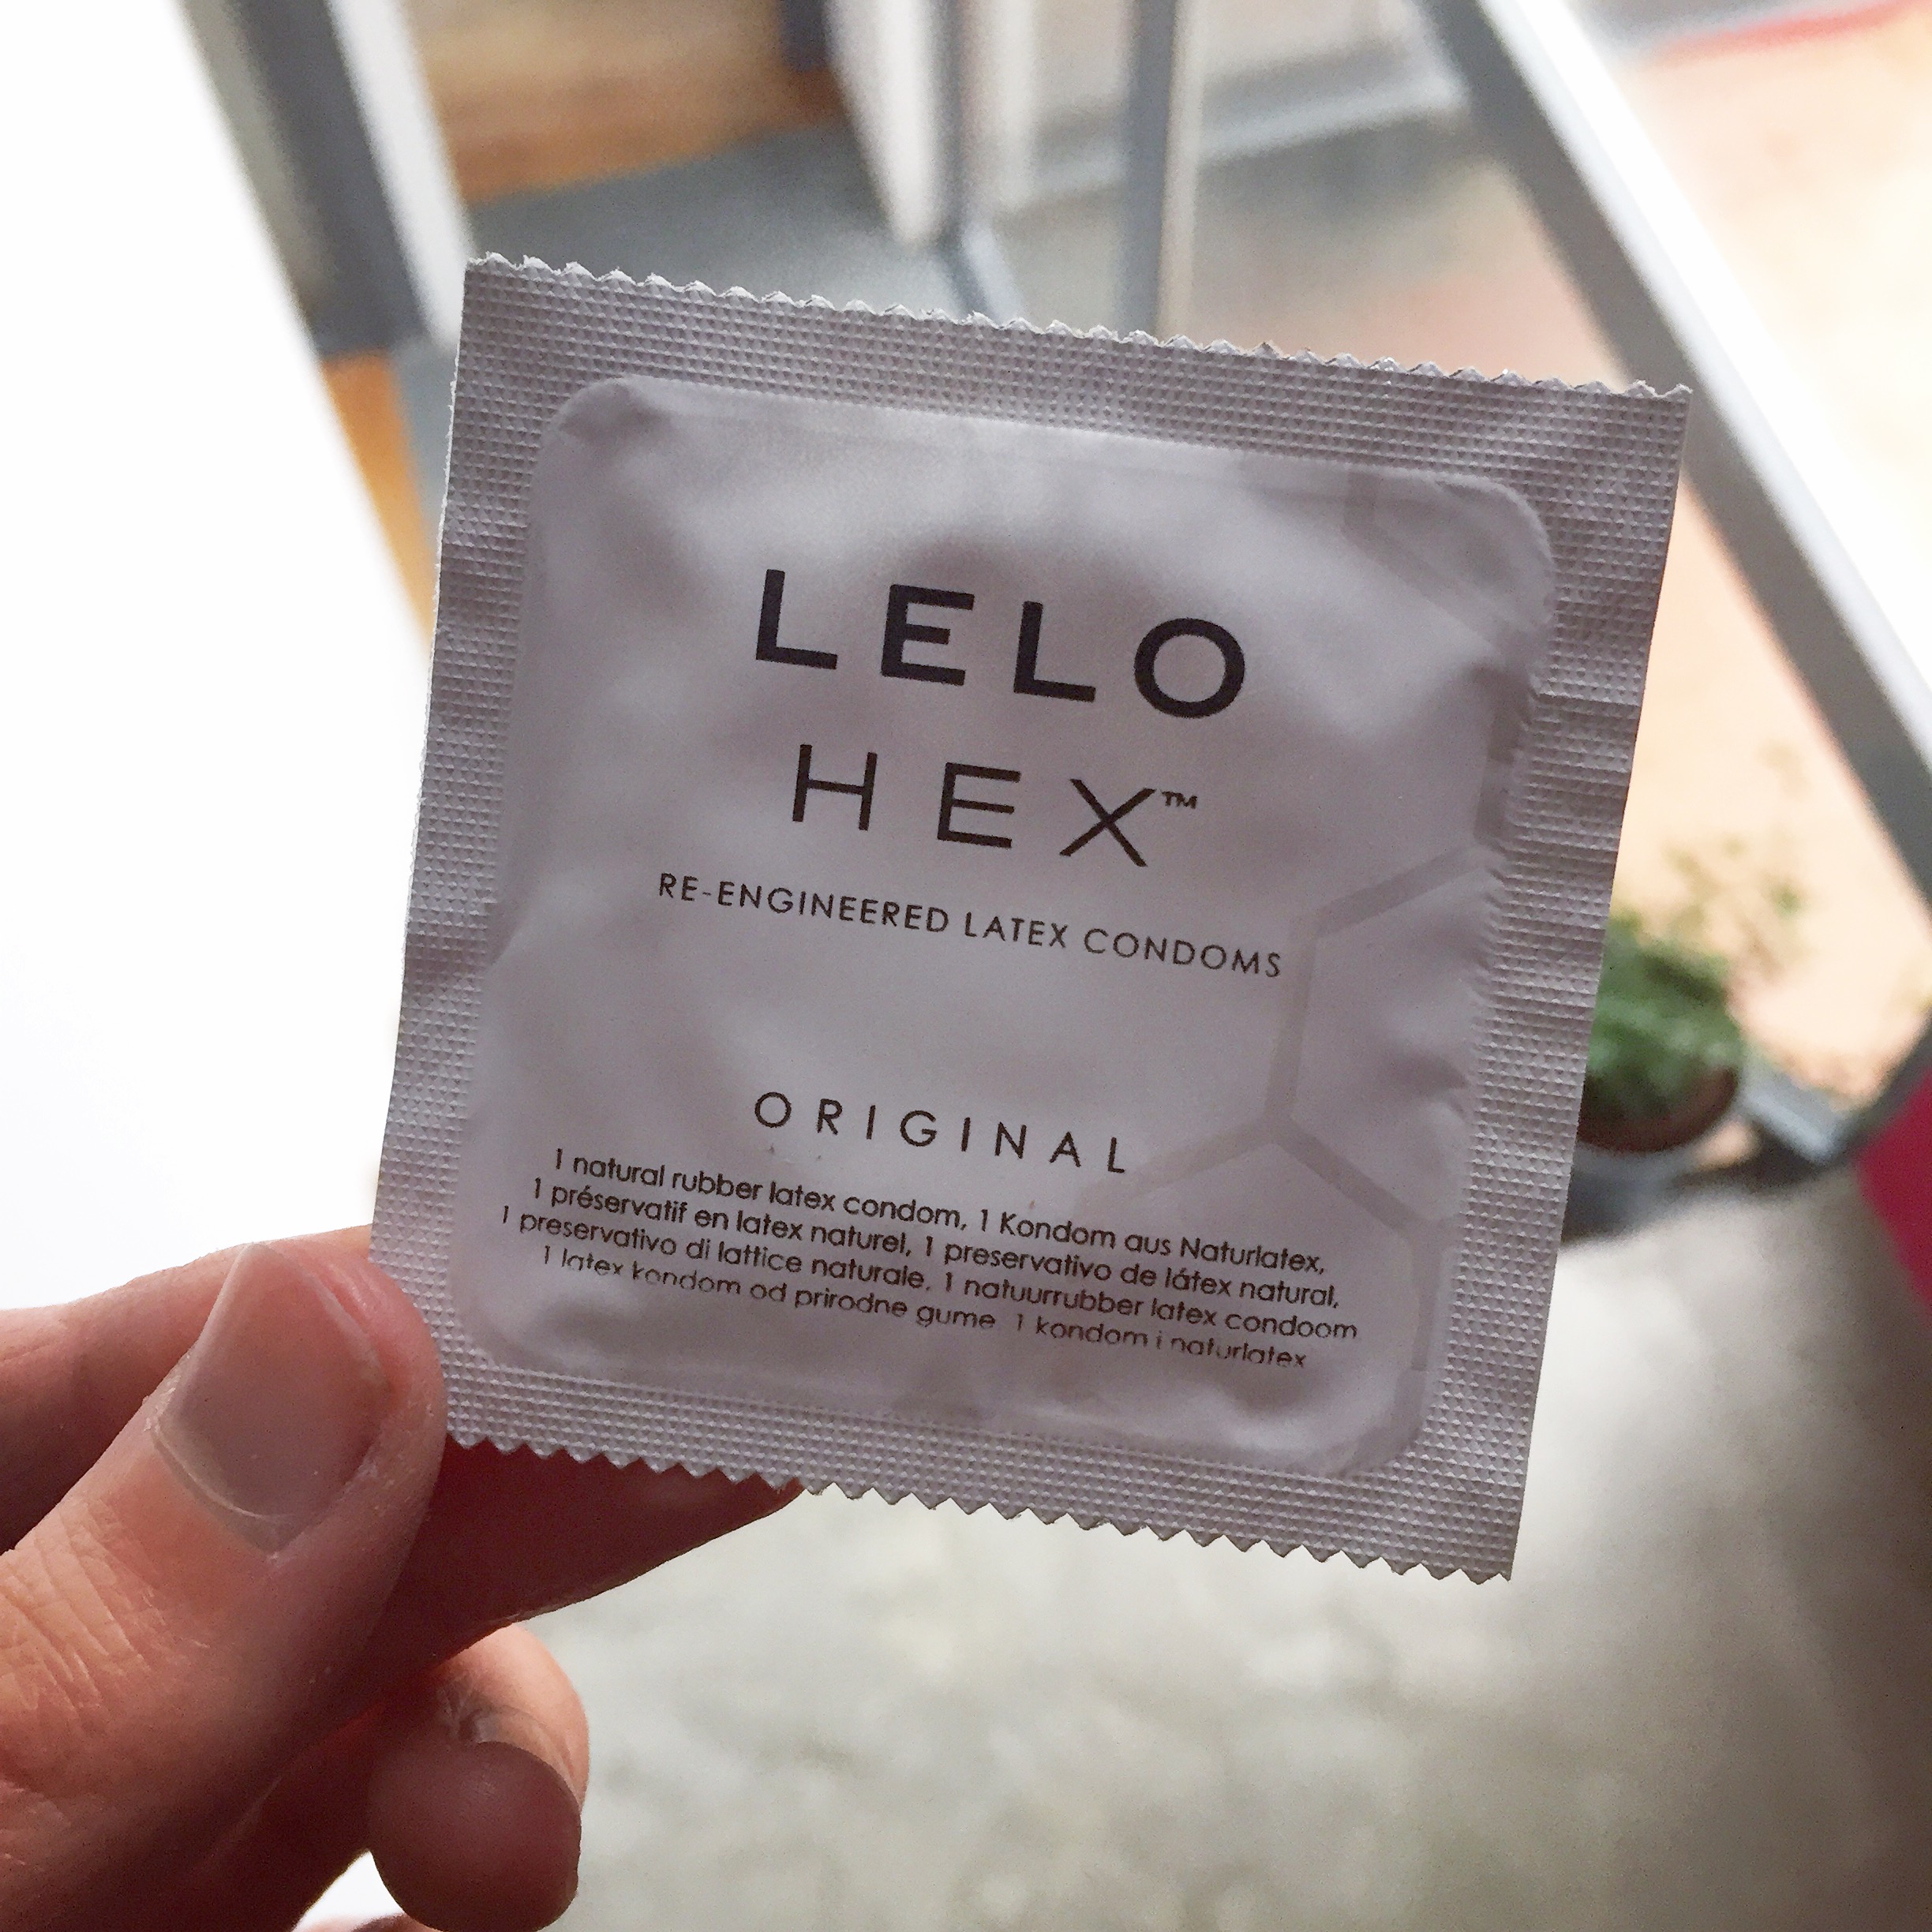 LELO
HEX™
RE-ENGINEERED LATEX CONDOMS
ORIGINAL
1 natural rubber latex condom, 1 Kondom aus Naturlatex,
1 préservatif en latex naturel, 1 preservativo de látex natural,
1 preservativo di lattice naturale, 1 natuurrubber latex condoom
1 latex kondom od prirodne gume 1 kondom i naturlatex